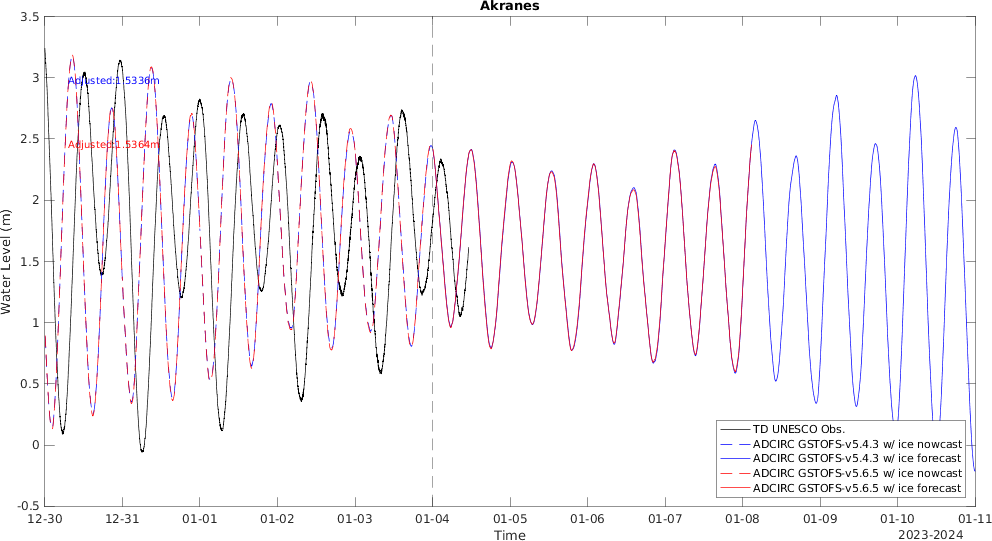 Akranes
3.5
3
2.5
2
1.5
1
0.5
0
-0.5
Water Level (m)
Adjusted:1.5336m
Adjusted:1.5364m
TD UNESCO Obs.
ADCIRC GSTOFS-v5.4.3 w/ ice nowcast
ADCIRC GSTOFS-v5.4.3 w/ ice forecast
ADCIRC GSTOFS-v5.6.5 w/ ice nowcast
ADCIRC GSTOFS-v5.6.5 w/ ice forecast
12-30 12-31 01-01 01-02 01-03 01-04 01-05 01-06 01-07 01-08 01-09 01-10 01-11
Time
2023-2024